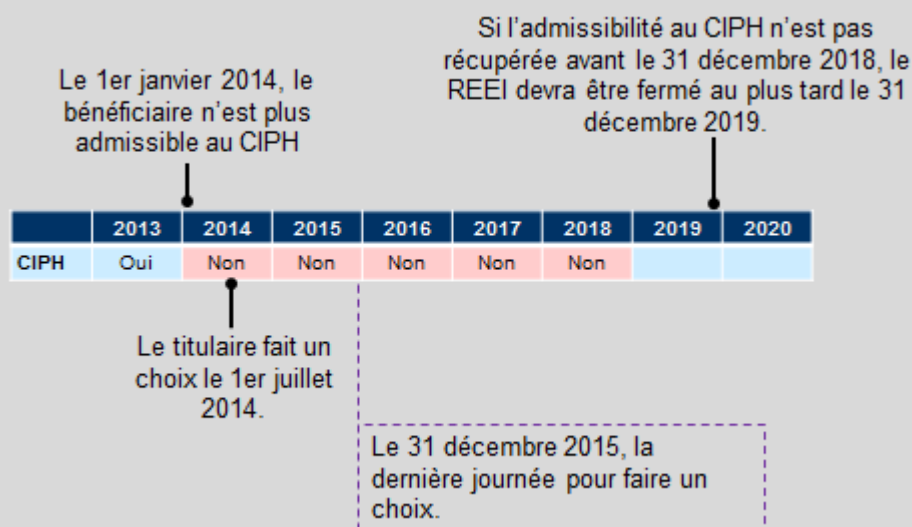 Si l'admissibilité au CIPH n'est pas
récupérée avant le 31 décembre 2018, le
REEI devra être fermé au plus tard le 31
décembre 2019.
Le 1er janvier 2014, le
bénéficiaire n'est plus
admissible au CIPH
2013 2014 2015 2016 2017 2018 2019 2020
CIPH Oui Non Non Non Non Non
Le titulaire fait un
choix le 1er juillet
2014.
Le 31 décembre 2015, la
dernière journée pour faire un
choix.